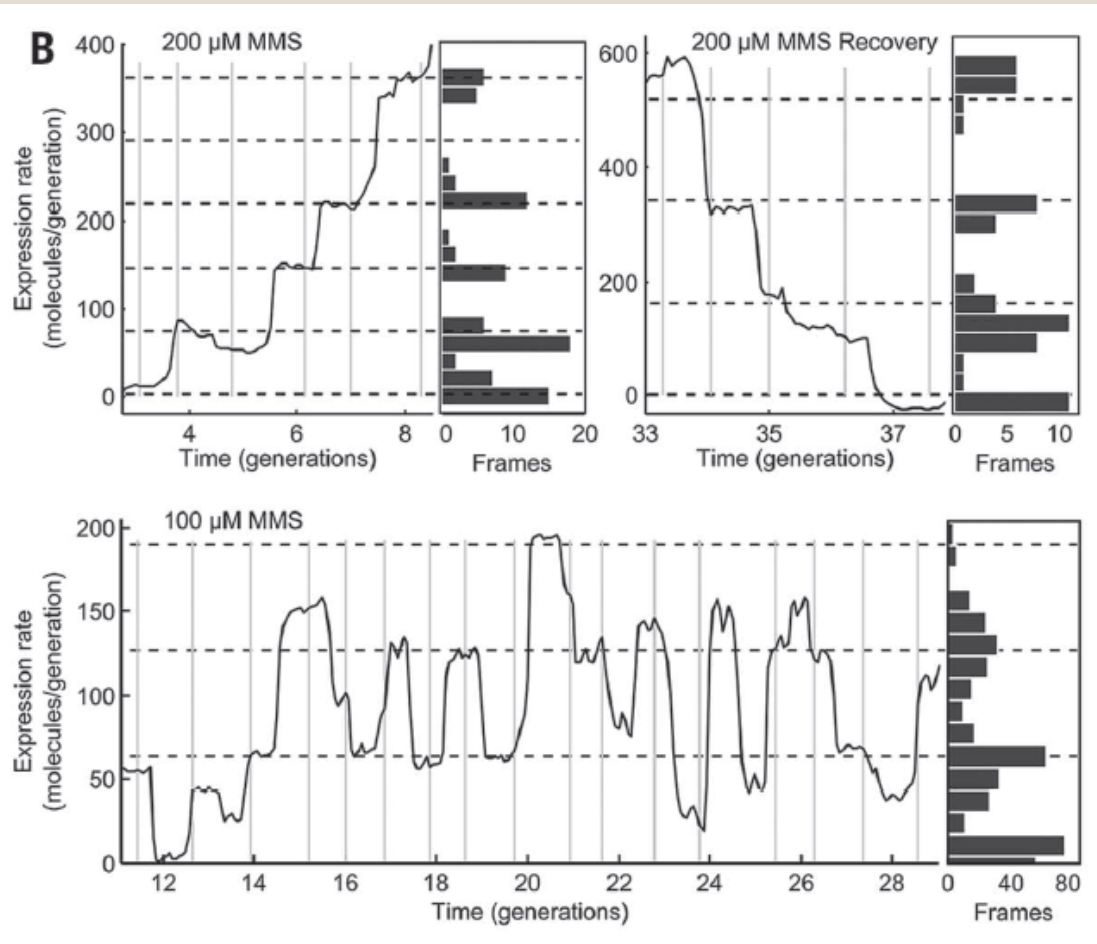 B
200 µM MMS
400
300
200
100
0
Expression rate
(molecules/generation)
4 6 8
Time (generations)
0 10 20
Frames
200 µM MMS Recovery
600
400
200
0
33 35 37
Time (generations)
0 5 10
Frames
100 µM MMS
200
150
100
50
0
Expression rate
(molecules/generation)
12 14 16 18 20 22 24 26 28
Time (generations)
0 40 80
Frames